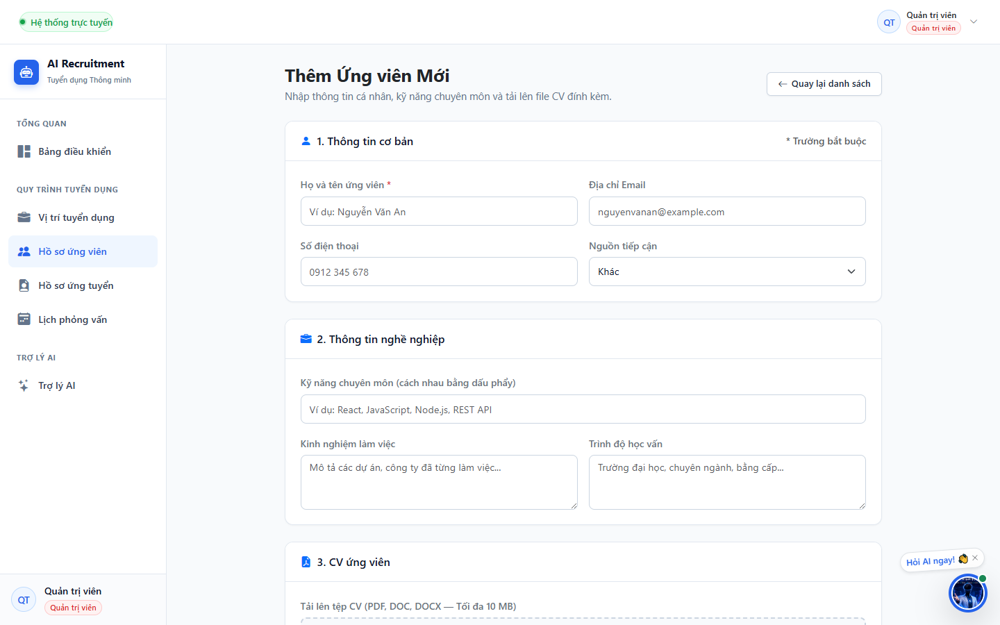 Hệ thống trực tuyến
QT
Quản trị viên
Quản trị viên
AI Recruitment
Tuyển dụng Thông minh
TỔNG QUAN
Bảng điều khiển
QUY TRÌNH TUYỂN DỤNG
Vị trí tuyển dụng
Hồ sơ ứng viên
Hồ sơ ứng tuyển
Lịch phỏng vấn
TRỢ LÝ AI
Trợ lý AI
QT
Quản trị viên
Quản trị viên
Thêm Ứng viên Mới
Nhập thông tin cá nhân, kỹ năng chuyên môn và tải lên file CV đính kèm.
← Quay lại danh sách
1. Thông tin cơ bản
* Trường bắt buộc
Họ và tên ứng viên *
Địa chỉ Email
Ví dụ: Nguyễn Văn An
nguyenvanan@example.com
Số điện thoại
Nguồn tiếp cận
0912 345 678
Khác
2. Thông tin nghề nghiệp
Kỹ năng chuyên môn (cách nhau bằng dấu phẩy)
Ví dụ: React, JavaScript, Node.js, REST API
Kinh nghiệm làm việc
Trình độ học vấn
Mô tả các dự án, công ty đã từng làm việc...
Trường đại học, chuyên ngành, bằng cấp...
3. CV ứng viên
Tải lên tệp CV (PDF, DOC, DOCX — Tối đa 10 MB)
Hỏi AI ngay! 👏 ×